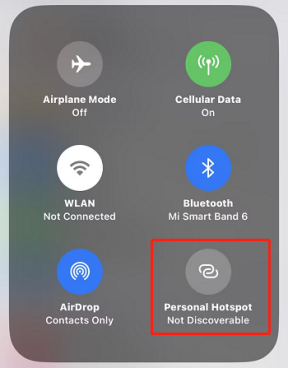 Airplane Mode
Off
Cellular Data
On
WLAN
Not Connected
Bluetooth
Mi Smart Band 6
AirDrop
Contacts Only
Personal Hotspot
Not Discoverable